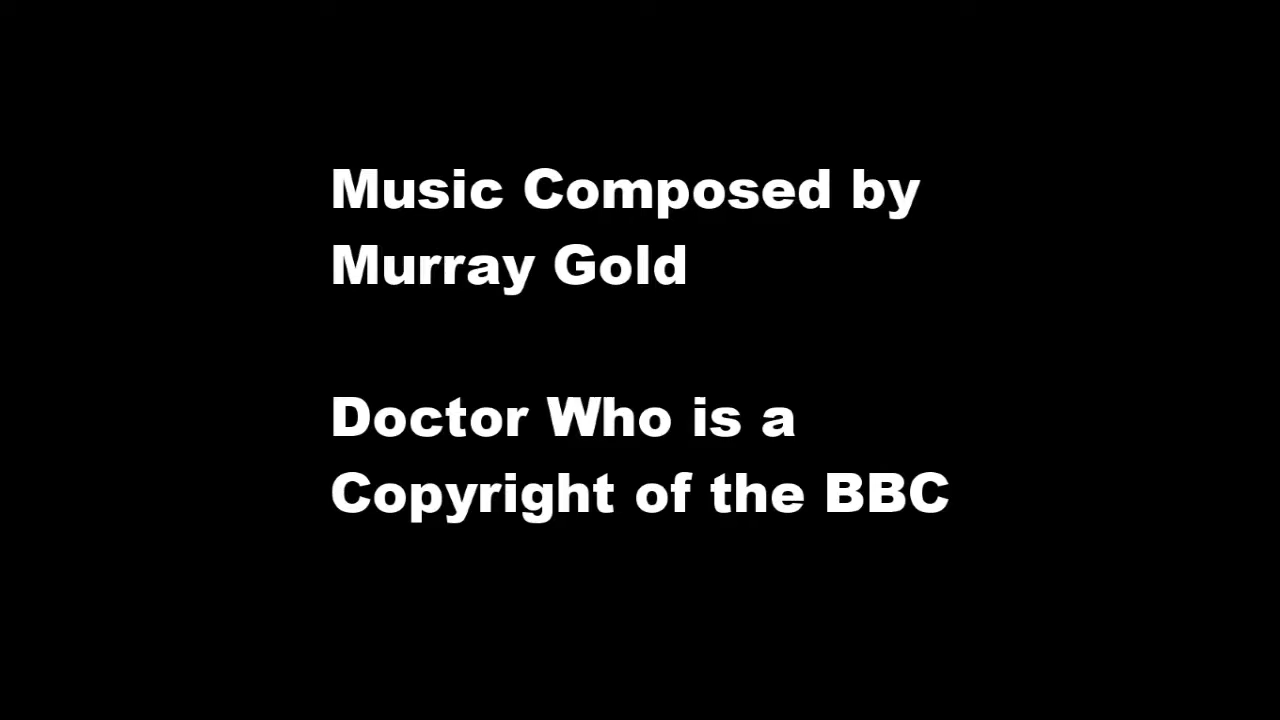 Music Composed by
Murray Gold
Doctor Who is a
Copyright of the BBC